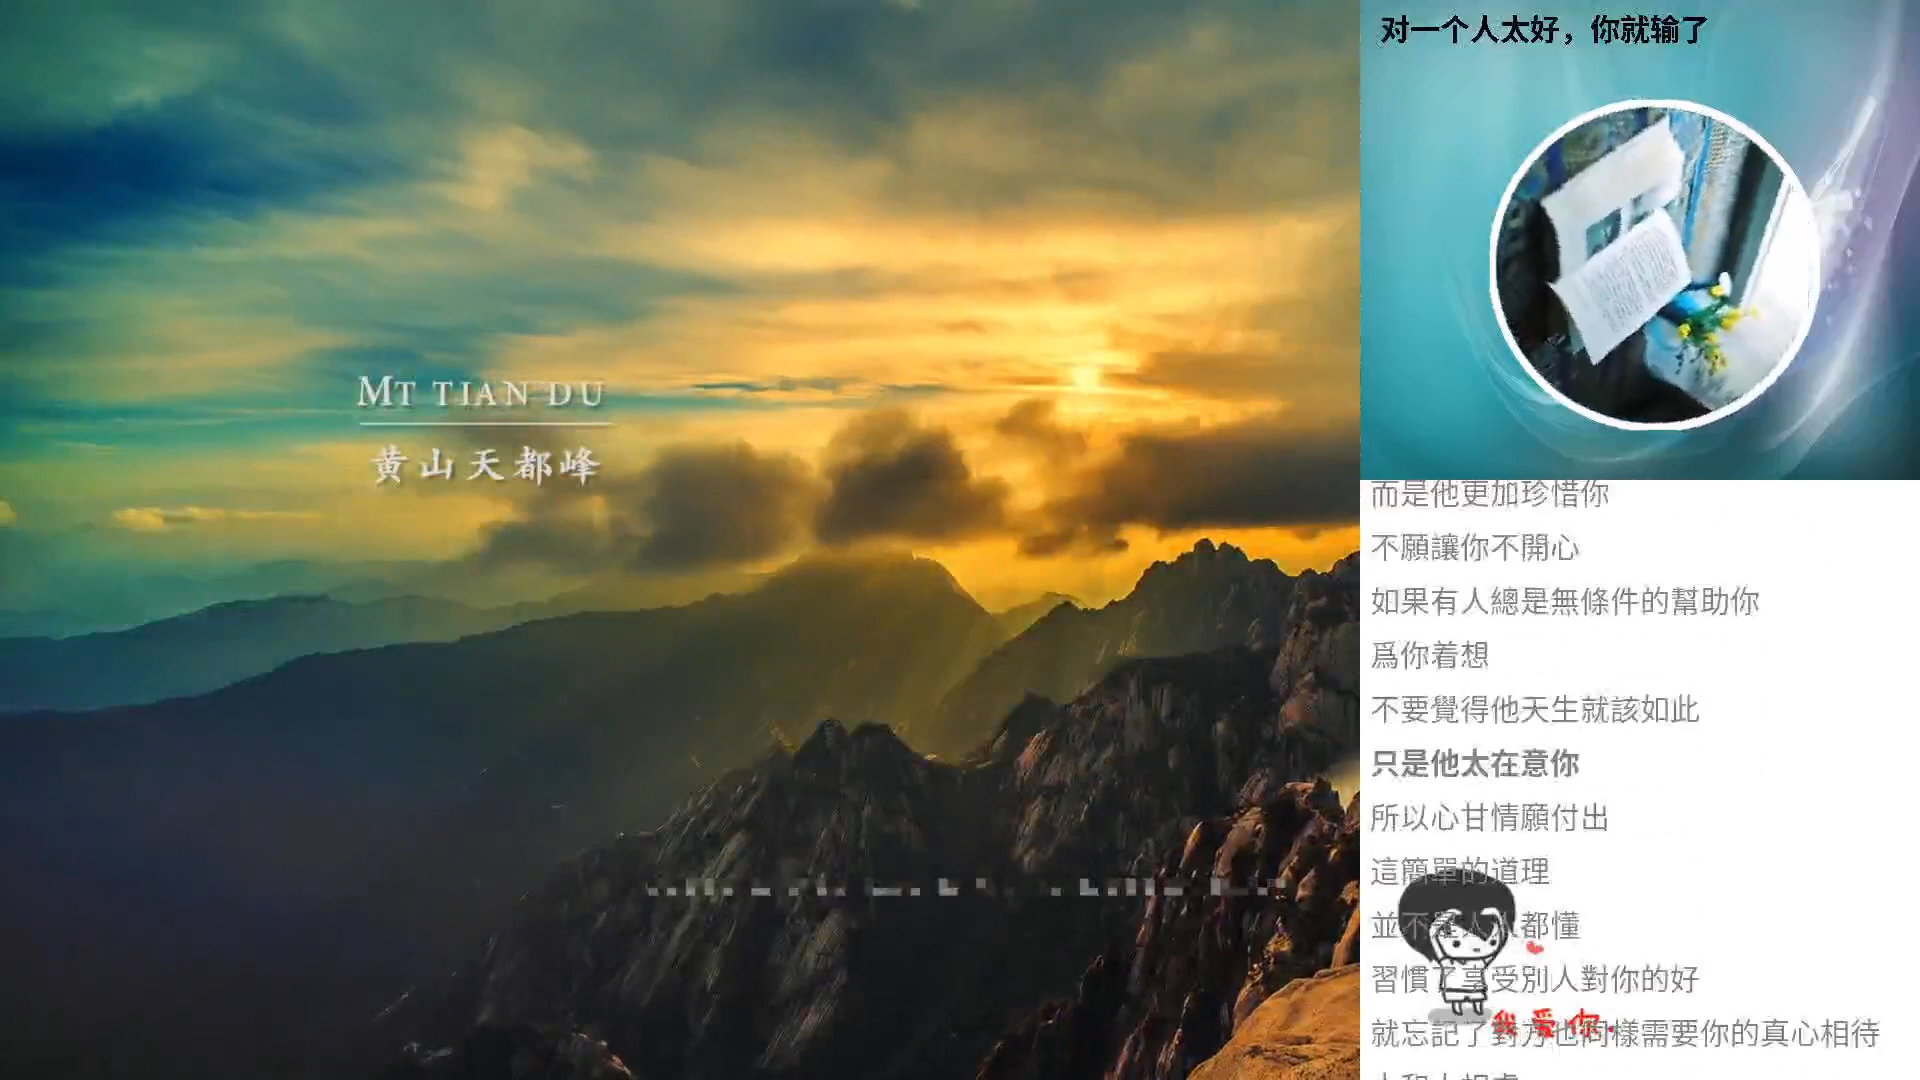 MT TIAN DU
黄山天都峰
对一个人太好，你就输了
而是他更加珍惜你
不願讓你不開心
如果有人總是無條件的幫助你
爲你着想
不要覺得他天生就該如此
只是他太在意你
所以心甘情願付出
這簡單的道理
並不是人人都懂
習慣了享受別人對你的好
就忘記了對方也同樣需要你的真心相待
我爱你